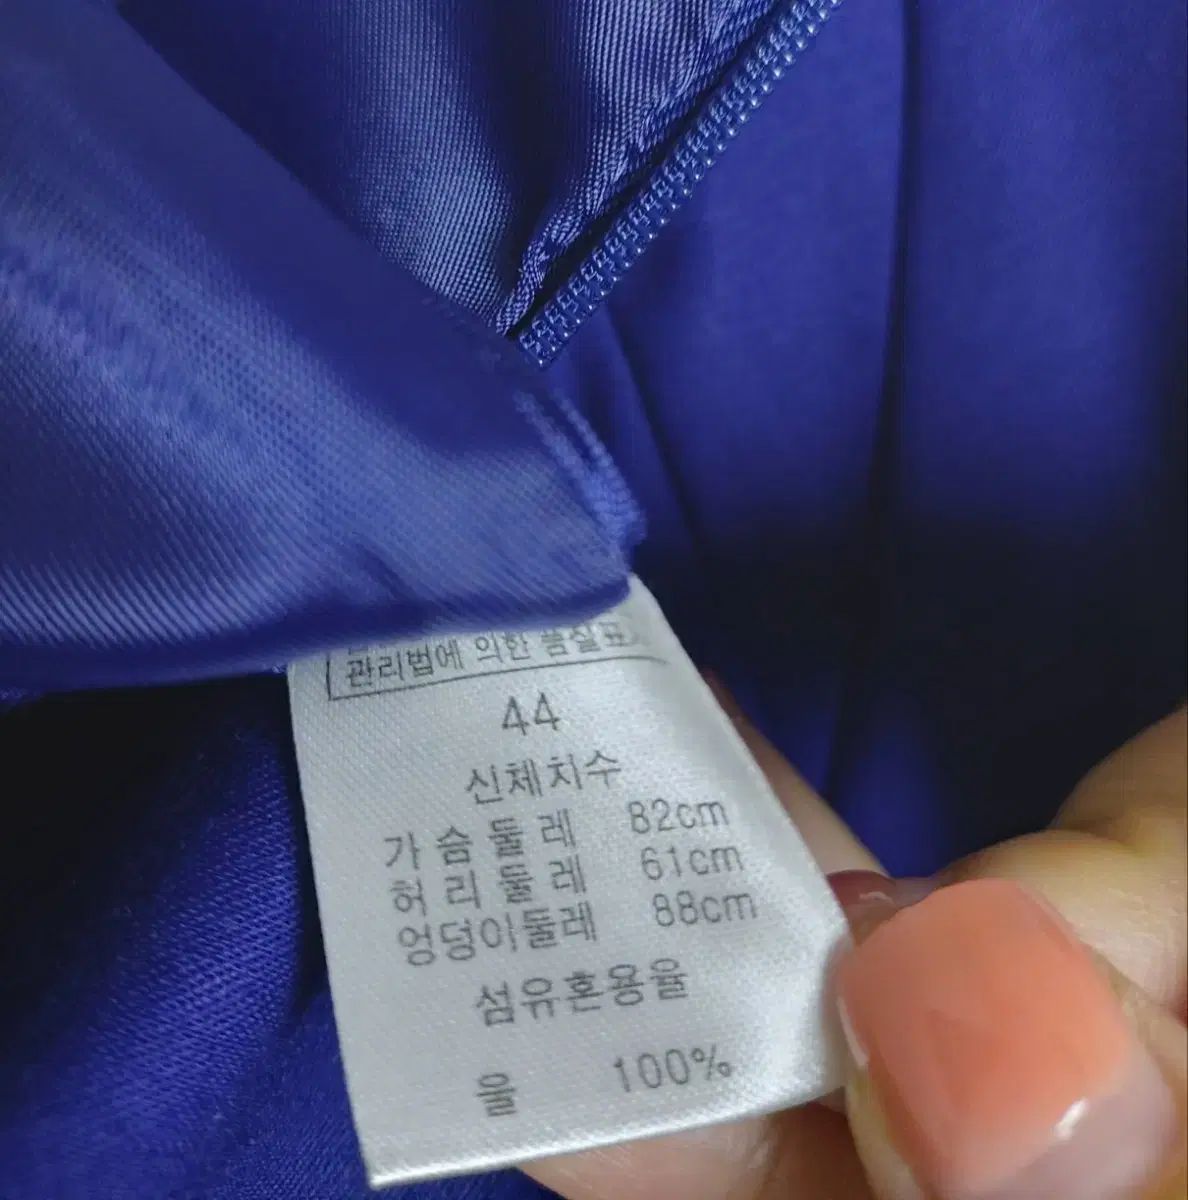 관리법에 의한 품질표
44
신체치수
가슴둘레 82cm
허리둘레 61cm
엉덩이둘레 88cm
섬유혼용율
울 100%